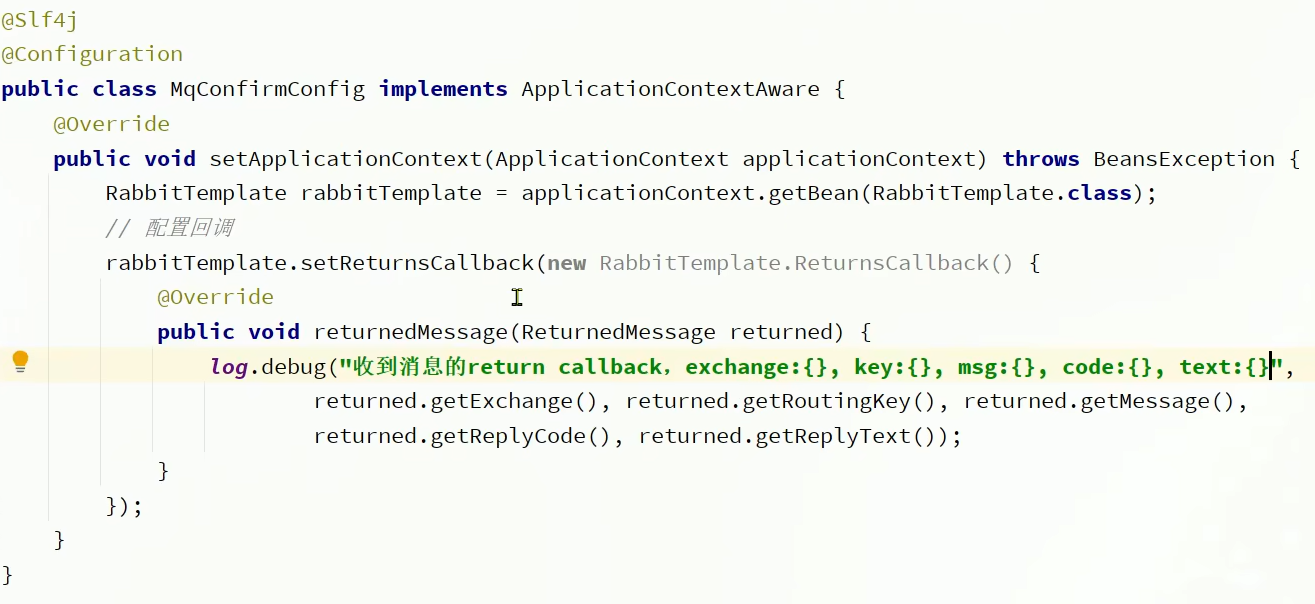 @Slf4j
@Configuration
public class MqConfirmConfig implements ApplicationContextAware {
    @Override
    public void setApplicationContext(ApplicationContext applicationContext) throws BeansException {
        RabbitTemplate rabbitTemplate = applicationContext.getBean(RabbitTemplate.class);
        // 配置回调
        rabbitTemplate.setReturnsCallback(new RabbitTemplate.ReturnsCallback() {
            @Override
            public void returnedMessage(ReturnedMessage returned) {
                log.debug("收到消息的return callback，exchange:{}, key:{}, msg:{}, code:{}, text:{}",
                        returned.getExchange(), returned.getRoutingKey(), returned.getMessage(),
                        returned.getReplyCode(), returned.getReplyText());
            }
        });
    }
}